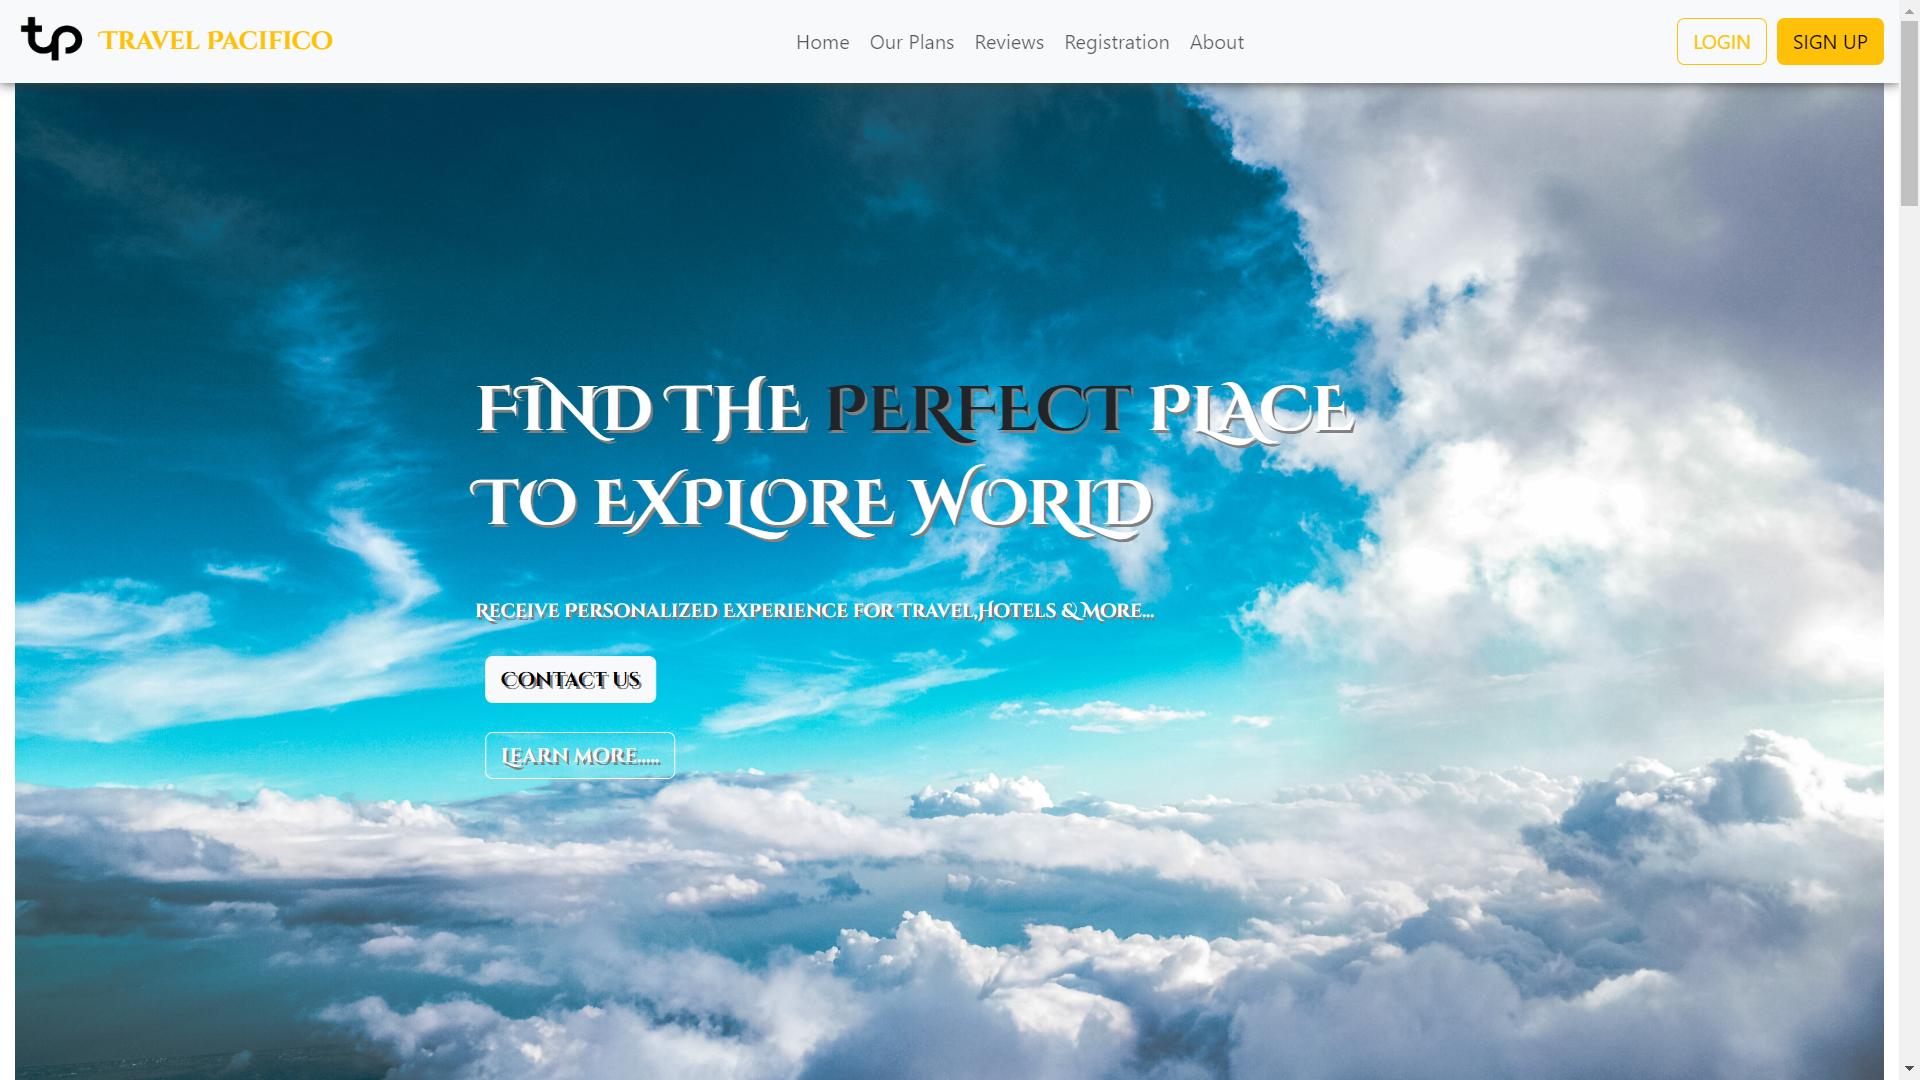 tp TRAVEL PACIFICO
Home Our Plans Reviews Registration About
LOGIN SIGN UP
FIND THE PERFECT PLACE
TO EXPLORE WORLD
RECEIVE PERSONALIZED EXPERIENCE FOR TRAVEL,HOTELS & MORE...
CONTACT US
LEARN MORE.....